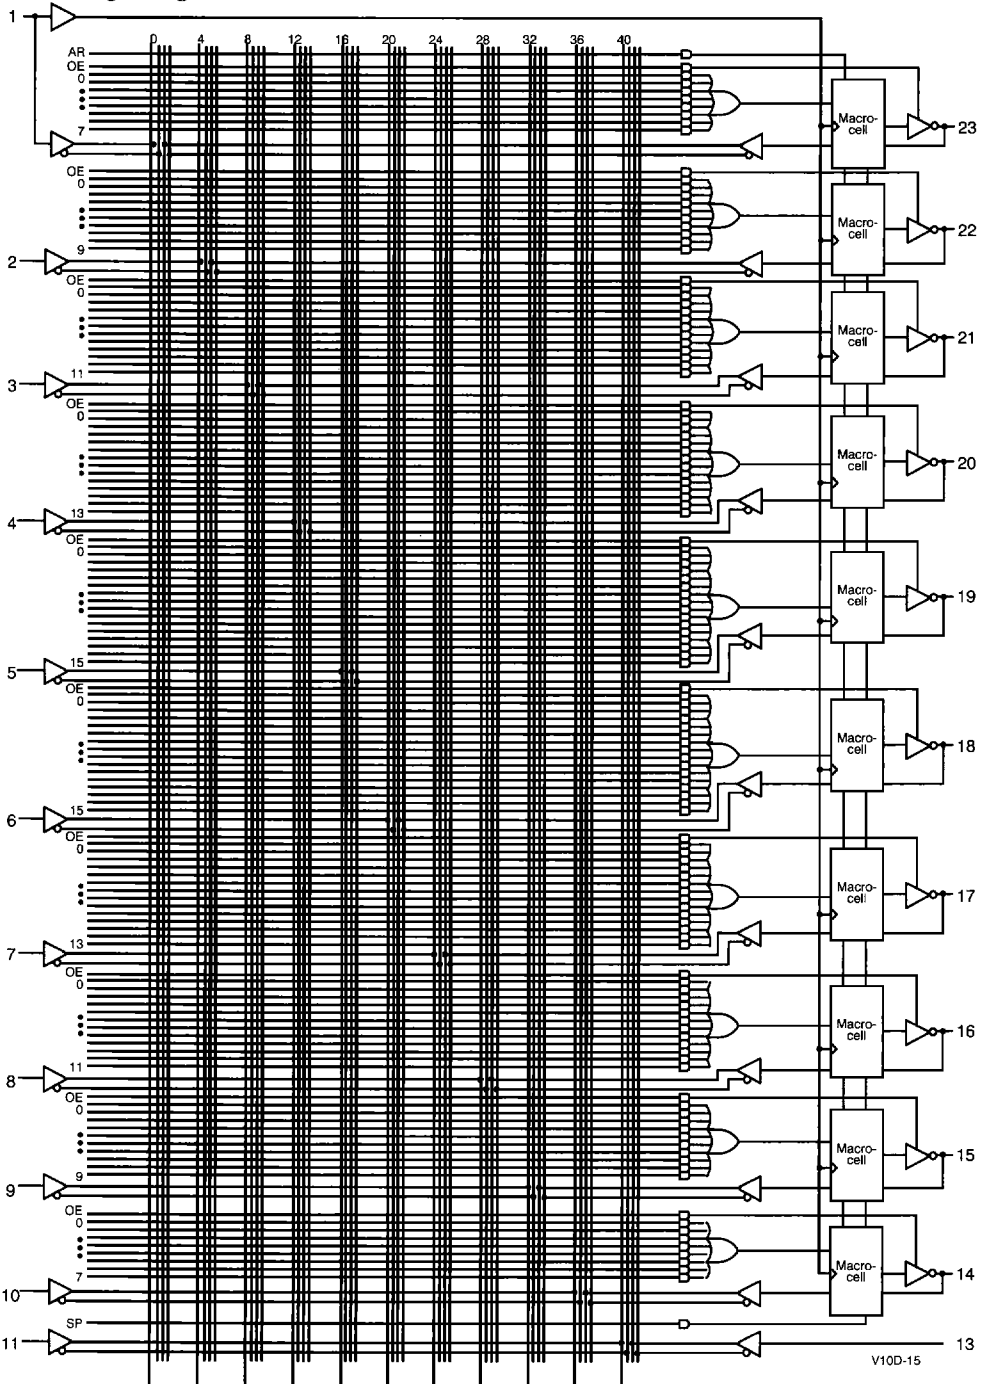 1
0 4 8 12 16 20 24 28 32 36 40
AR
OE
0
7
Macro-
cell
23
OE
0
9
2
Macro-
cell
22
OE
0
11
3
Macro-
cell
21
OE
0
13
4
Macro-
cell
20
OE
0
15
5
Macro-
cell
19
OE
0
15
6
Macro-
cell
18
OE
0
13
7
Macro-
cell
17
OE
0
11
8
Macro-
cell
16
OE
0
9
9
Macro-
cell
15
OE
0
7
10
Macro-
cell
14
SP
11
13
V10D-15